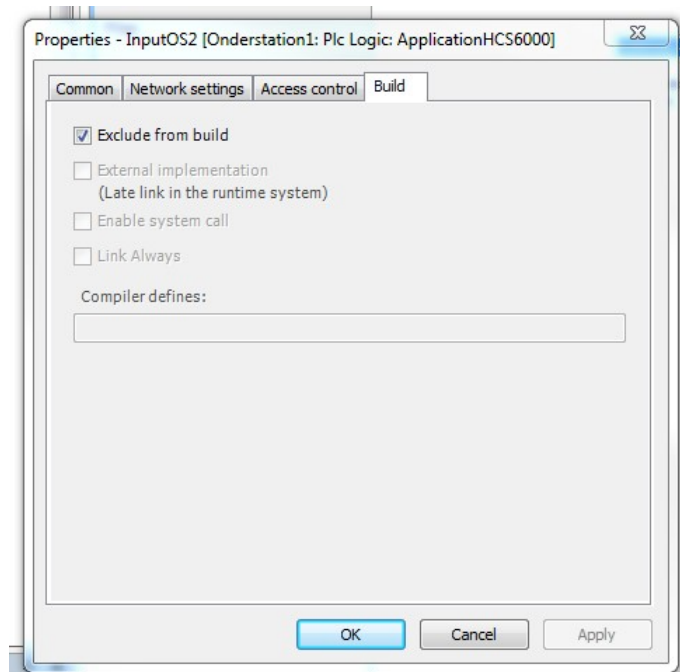 Properties - InputOS2 [Onderstation1: Plc Logic: ApplicationHCS6000]
Common Network settings Access control Build
Exclude from build
External implementation
(Late link in the runtime system)
Enable system call
Link Always
Compiler defines:
OK Cancel Apply